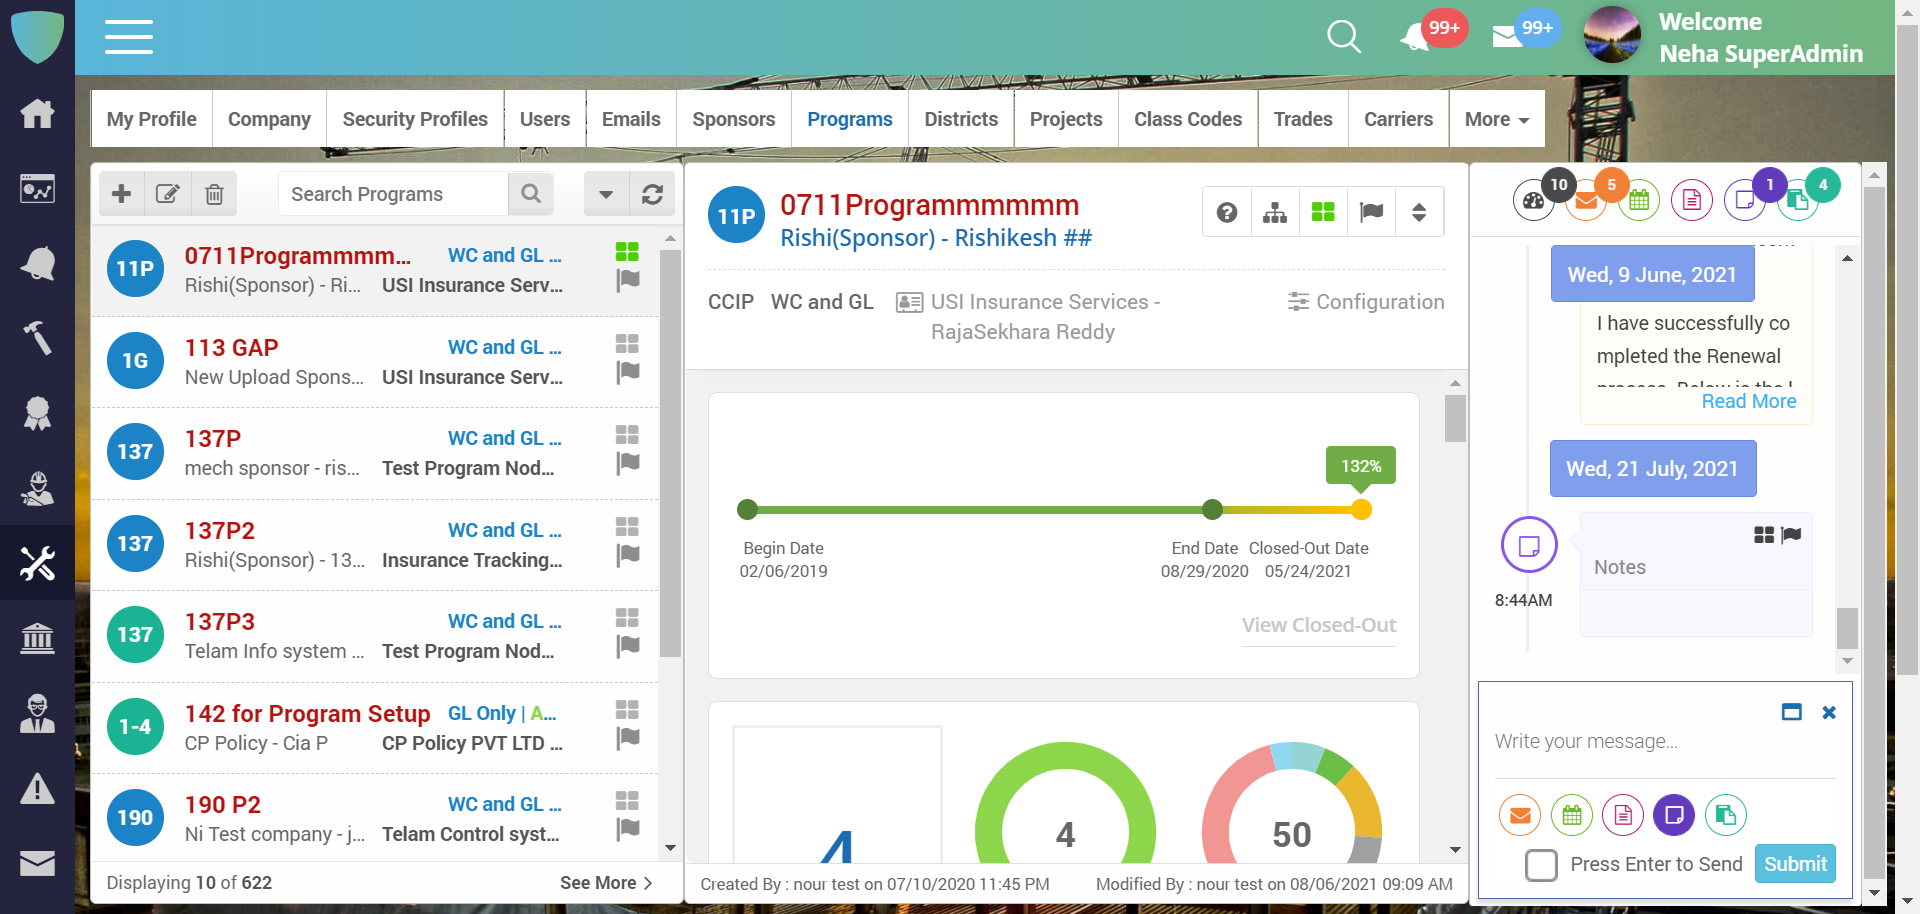 99+
99+
Welcome
Neha SuperAdmin
My Profile
Company
Security Profiles
Users
Emails
Sponsors
Programs
Districts
Projects
Class Codes
Trades
Carriers
More
Search Programs
11P
0711Programmmm...
WC and GL ...
Rishi(Sponsor) - Ri...
USI Insurance Serv...
1G
113 GAP
WC and GL ...
New Upload Spons...
USI Insurance Serv...
137
137P
WC and GL ...
mech sponsor - ris...
Test Program Nod...
137
137P2
WC and GL ...
Rishi(Sponsor) - 13...
Insurance Tracking...
137
137P3
WC and GL ...
Telam Info system ...
Test Program Nod...
1-4
142 for Program Setup
GL Only | A...
CP Policy - Cia P
CP Policy PVT LTD ...
190
190 P2
WC and GL ...
Ni Test company - j...
Telam Control syst...
Displaying 10 of 622
See More
11P
0711Programmmmm
Rishi(Sponsor) - Rishikesh ##
CCIP
WC and GL
USI Insurance Services -
RajaSekhara Reddy
Configuration
132%
Begin Date
02/06/2019
End Date
08/29/2020
Closed-Out Date
05/24/2021
View Closed-Out
4
4
50
Created By : nour test on 07/10/2020 11:45 PM
Modified By : nour test on 08/06/2021 09:09 AM
10
5
1
4
Wed, 9 June, 2021
I have successfully co
mpleted the Renewal
process. Below is the l
Read More
Wed, 21 July, 2021
Notes
8:44AM
Write your message...
Press Enter to Send
Submit